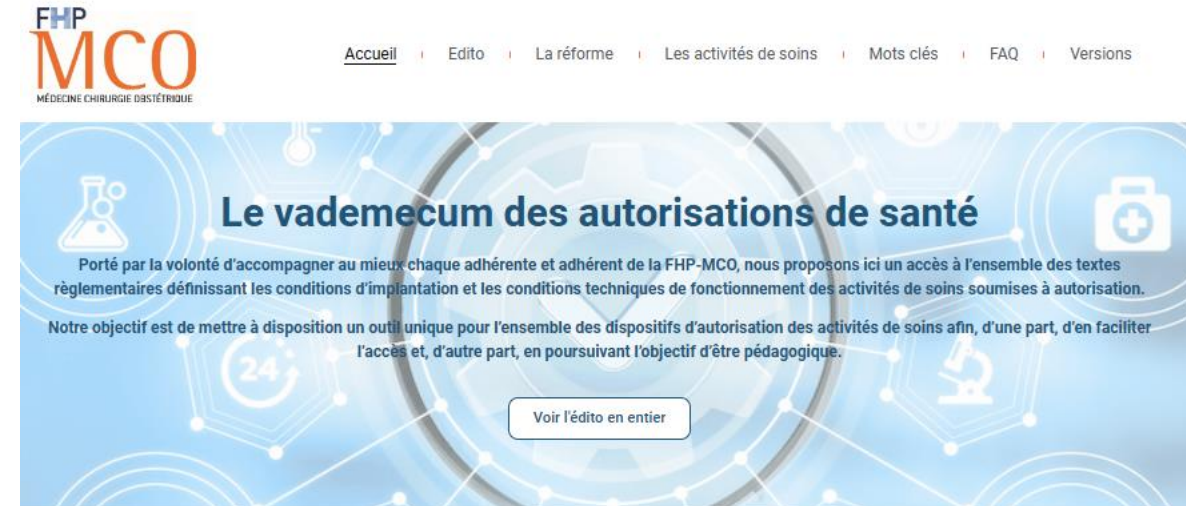 FHP
MCO
MÉDECINE CHIRURGIE OBSTÉTRIQUE
Accueil Edito La réforme Les activités de soins Mots clés FAQ Versions
Le vademecum des autorisations de santé
Porté par la volonté d'accompagner au mieux chaque adhérente et adhérent de la FHP-MCO, nous proposons ici un accès à l'ensemble des textes
règlementaires définissant les conditions d'implantation et les conditions techniques de fonctionnement des activités de soins soumises à autorisation.
Notre objectif est de mettre à disposition un outil unique pour l'ensemble des dispositifs d'autorisation des activités de soins afin, d'une part, d'en faciliter
l'accès et, d'autre part, en poursuivant l'objectif d'être pédagogique.
24
Voir l'édito en entier